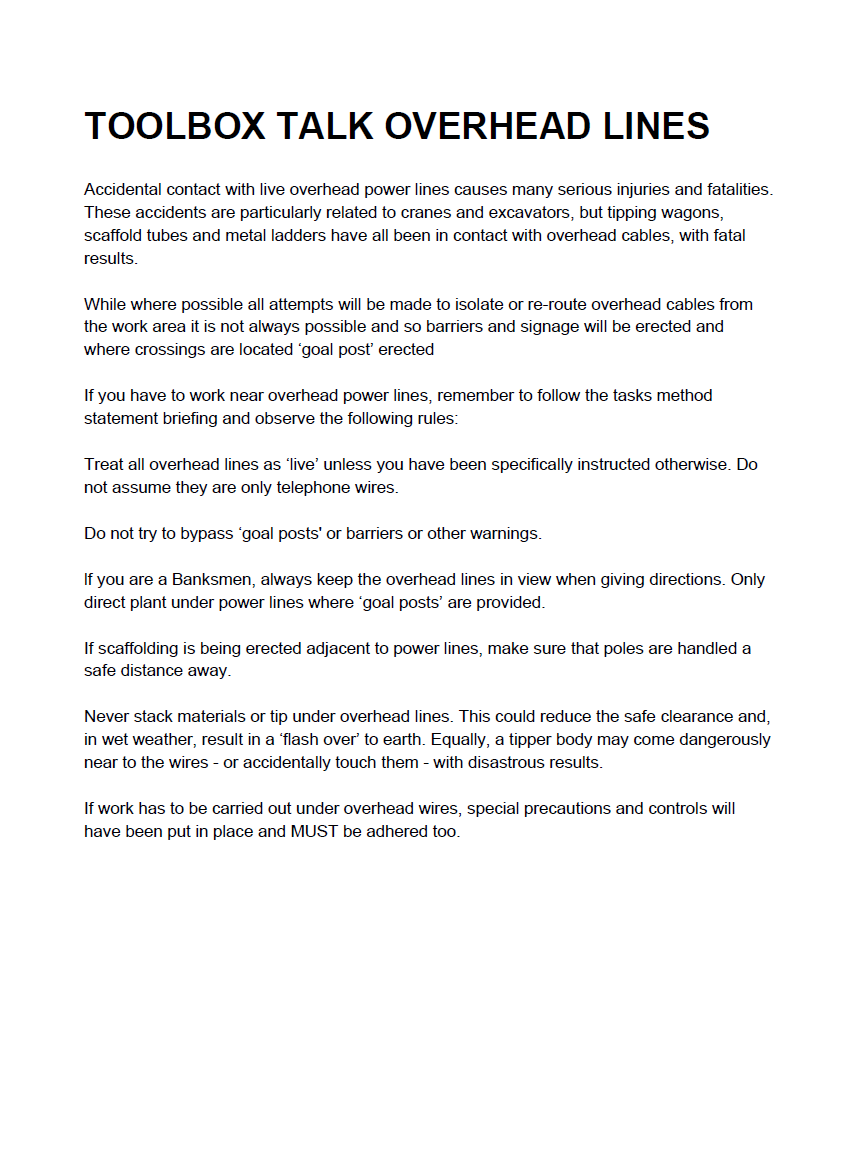 TOOLBOX TALK OVERHEAD LINES
Accidental contact with live overhead power lines causes many serious injuries and fatalities.
These accidents are particularly related to cranes and excavators, but tipping wagons,
scaffold tubes and metal ladders have all been in contact with overhead cables, with fatal
results.
While where possible all attempts will be made to isolate or re-route overhead cables from
the work area it is not always possible and so barriers and signage will be erected and
where crossings are located ‘goal post’ erected
If you have to work near overhead power lines, remember to follow the tasks method
statement briefing and observe the following rules:
Treat all overhead lines as ‘live’ unless you have been specifically instructed otherwise. Do
not assume they are only telephone wires.
Do not try to bypass ‘goal posts' or barriers or other warnings.
If you are a Banksmen, always keep the overhead lines in view when giving directions. Only
direct plant under power lines where ‘goal posts’ are provided.
If scaffolding is being erected adjacent to power lines, make sure that poles are handled a
safe distance away.
Never stack materials or tip under overhead lines. This could reduce the safe clearance and,
in wet weather, result in a ‘flash over’ to earth. Equally, a tipper body may come dangerously
near to the wires - or accidentally touch them - with disastrous results.
If work has to be carried out under overhead wires, special precautions and controls will
have been put in place and MUST be adhered too.